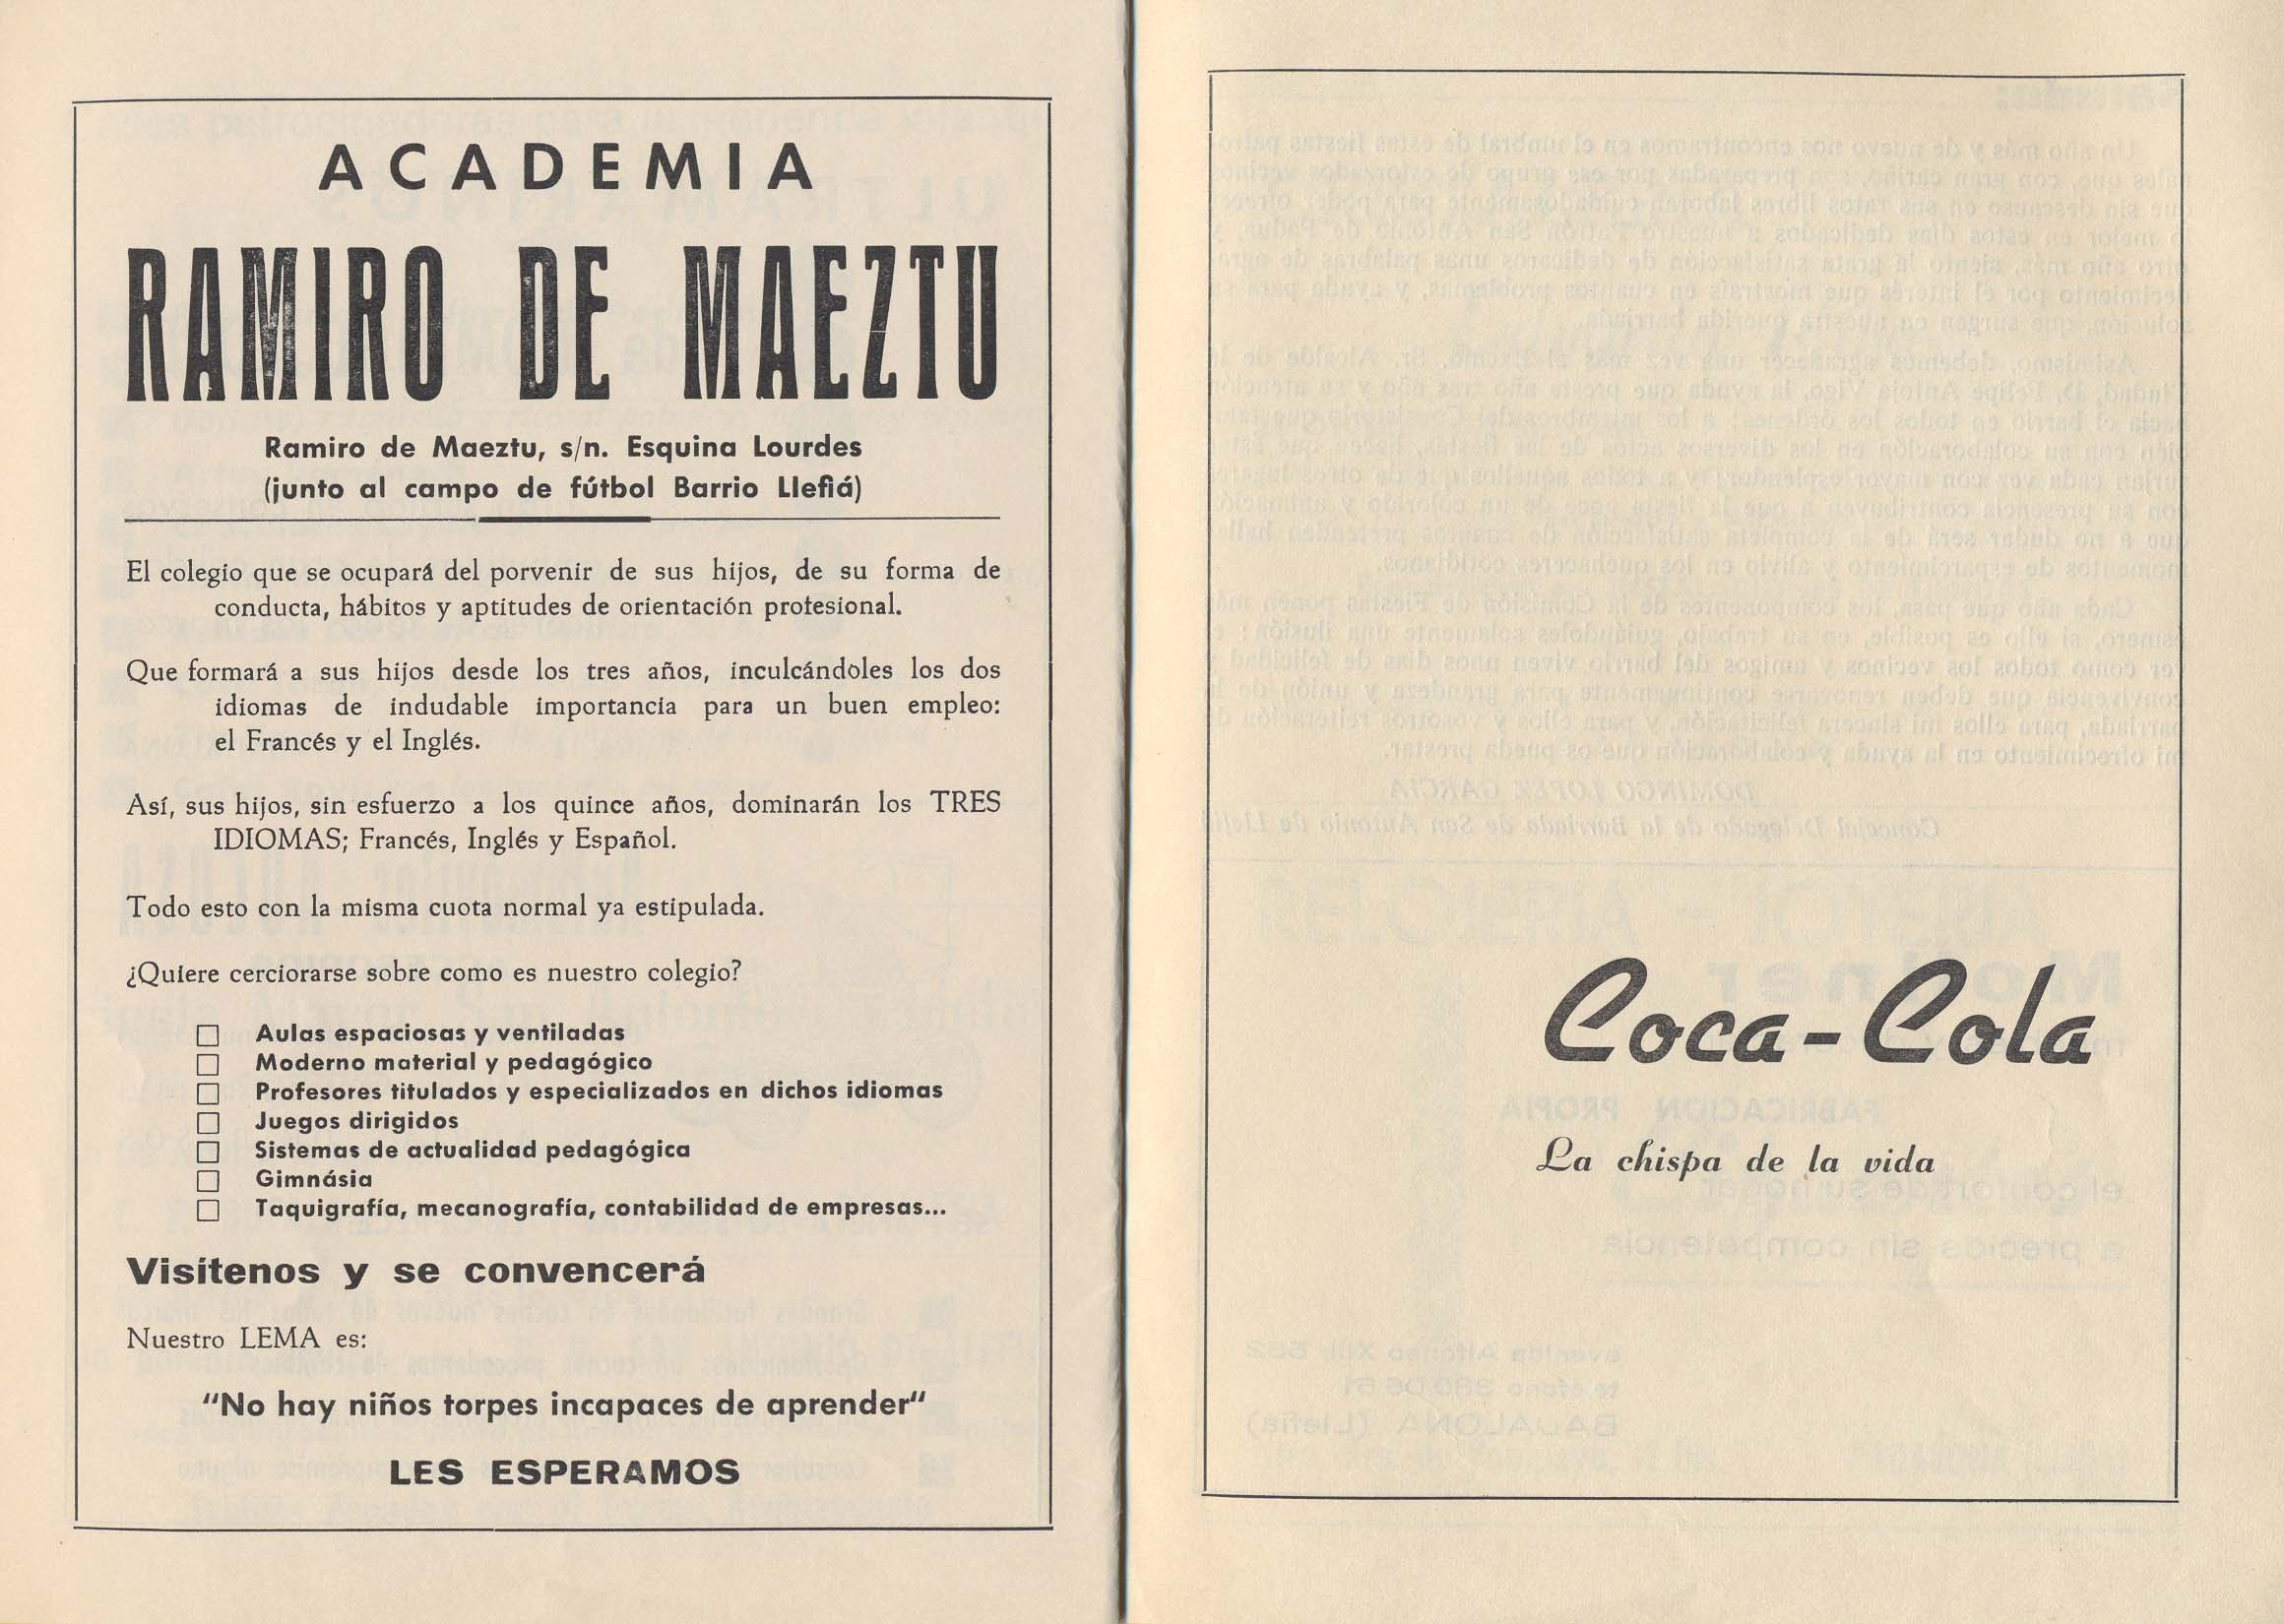 ACADEMIA
RAMIRO DE MAEZTU
Ramiro de Maeztu, s/n. Esquina Lourdes
(junto al campo de fútbol Barrio Llefiá)
El colegio que se ocupará del porvenir de sus hijos, de su forma de
conducta, hábitos y aptitudes de orientación protesional.
Que formará a sus hijos desde los tres años, inculcándoles los dos
idiomas de indudable importancia para un buen empleo:
el Francés y el Inglés.
Así, sus hijos, sin esfuerzo a los quince años, dominarán los TRES
IDIOMAS; Francés, Inglés y Español.
Todo esto con la misma cuota normal ya estipulada.
¿Quiere cerciorarse sobre como es nuestro colegio?
Aulas espaciosas y ventiladas
Moderno material y pedagógico
Profesores titulados y especializados en dichos idiomas
Juegos dirigidos
Sistemas de actualidad pedagógica
Gimnásia
Taquigrafía, mecanografía, contabilidad de empresas...
Visítenos y se convencerá
Nuestro LEMA es:
"No hay niños torpes incapaces de aprender"
LES ESPERAMOS
Coca-Cola
La chispa de la vida